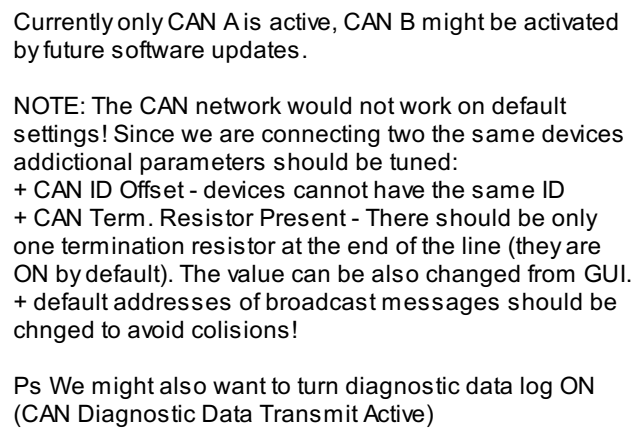 Currently only CAN A is active, CAN B might be activated
by future software updates.
NOTE: The CAN network would not work on default
settings! Since we are connecting two the same devices
addictional parameters should be tuned:
+ CAN ID Offset - devices cannot have the same ID
+ CAN Term. Resistor Present - There should be only
one termination resistor at the end of the line (they are
ON by default). The value can be also changed from GUI.
+ default addresses of broadcast messages should be
chnged to avoid colisions!
Ps We might also want to turn diagnostic data log ON
(CAN Diagnostic Data Transmit Active)